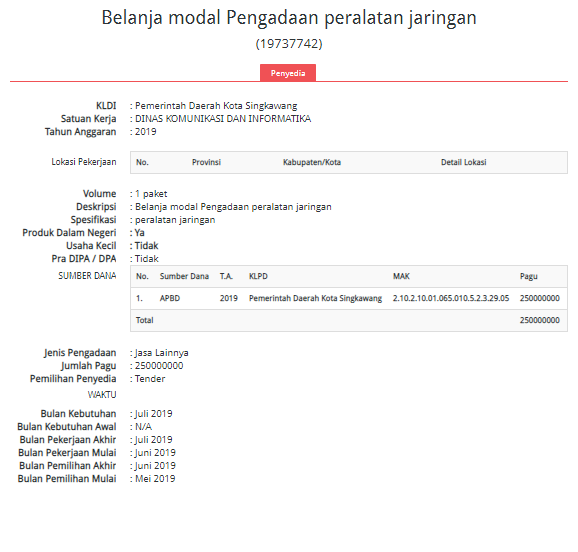 Belanja modal Pengadaan peralatan jaringan
(19737742)
Penyedia
KLDI : Pemerintah Daerah Kota Singkawang
Satuan Kerja : DINAS KOMUNIKASI DAN INFORMATIKA
Tahun Anggaran : 2019
Lokasi Pekerjaan No. Provinsi Kabupaten/Kota Detail Lokasi
Volume : 1 paket
Deskripsi : Belanja modal Pengadaan peralatan jaringan
Spesifikasi : peralatan jaringan
Produk Dalam Negeri : Ya
Usaha Kecil : Tidak
Pra DIPA / DPA : Tidak
SUMBER DANA No. Sumber Dana T.A. KLPD MAK Pagu
1. APBD 2019 Pemerintah Daerah Kota Singkawang 2.10.2.10.01.065.010.5.2.3.29.05 250000000
Total 250000000
Jenis Pengadaan : Jasa Lainnya
Jumlah Pagu : 250000000
Pemilihan Penyedia : Tender
WAKTU
Bulan Kebutuhan : Juli 2019
Bulan Kebutuhan Awal : N/A
Bulan Pekerjaan Akhir : Juli 2019
Bulan Pekerjaan Mulai : Juni 2019
Bulan Pemilihan Akhir : Juni 2019
Bulan Pemilihan Mulai : Mei 2019